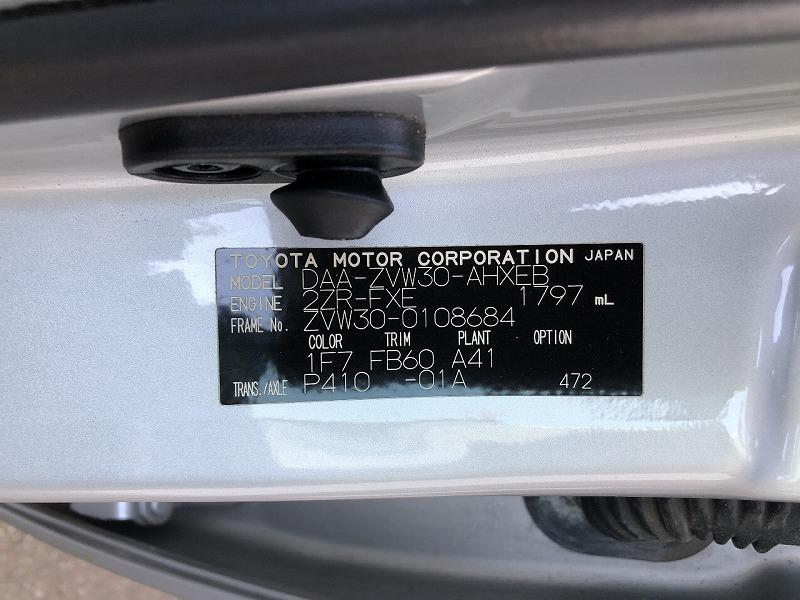 TOYOTA MOTOR CORPORATION JAPAN
MODEL DAA-ZVW30-AHXEB
ENGINE 2ZR-FXE 1797 mL
FRAME No. ZVW30-0108684
COLOR TRIM PLANT OPTION
1F7 FB60 A41
TRANS./AXLE P410 -01A 472